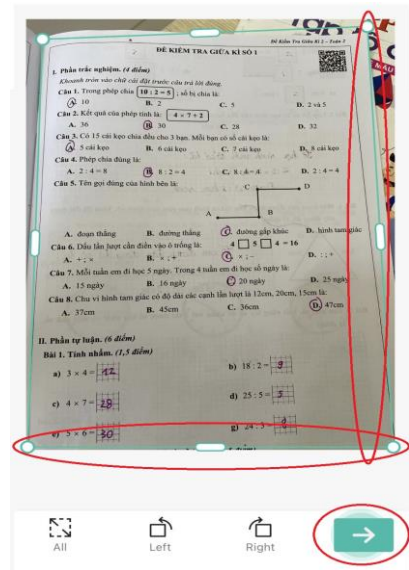 Đề Kiểm Tra Giữa Kì 2 – Toán 2
ĐỀ KIỂM TRA GIỮA KÌ SỐ 1
I. Phần trắc nghiệm. (4 điểm)
Khoanh tròn vào chữ cái đặt trước câu trả lời đúng.
Câu 1. Trong phép chia 10 : 2 = 5 ; số bị chia là:
A. 10 B. 2 C. 5 D. 2 và 5
Câu 2. Kết quả của phép tính là: 4 × 7 + 2
A. 36 B. 30 C. 28 D. 32
Câu 3. Có 15 cái kẹo chia đều cho 3 bạn. Mỗi bạn có số cái kẹo là:
A. 5 cái kẹo B. 6 cái kẹo C. 7 cái kẹo D. 8 cái kẹo
Câu 4. Phép chia đúng là:
A. 2 : 4 = 8 B. 8 : 2 = 4 C. 8 : 4 = 4 D. 2 : 4 = 4
Câu 5. Tên gọi đúng của hình bên là:
C D
A B
A. đoạn thẳng B. đường thẳng C. đường gấp khúc D. hình tam giác
Câu 6. Dấu lần lượt cần điền vào ô trống là: 4 5 4 = 16
A. + ; × B. × ; + C. × ; – D. : ; +
Câu 7. Mỗi tuần em đi học 5 ngày. Trong 4 tuần em đi học số ngày là:
A. 15 ngày B. 16 ngày C. 20 ngày D. 25 ngày
Câu 8. Chu vi hình tam giác có độ dài các cạnh lần lượt là 12cm, 20cm, 15cm là:
A. 37cm B. 45cm C. 36cm D. 47cm
II. Phần tự luận. (6 điểm)
Bài 1. Tính nhẩm. (1,5 điểm)
a) 3 × 4 = 12 b) 18 : 2 = 9
c) 4 × 7 = 28 d) 25 : 5 = 5
e) 5 × 6 = 30 g) 24 : 3 = 8
All Left Right